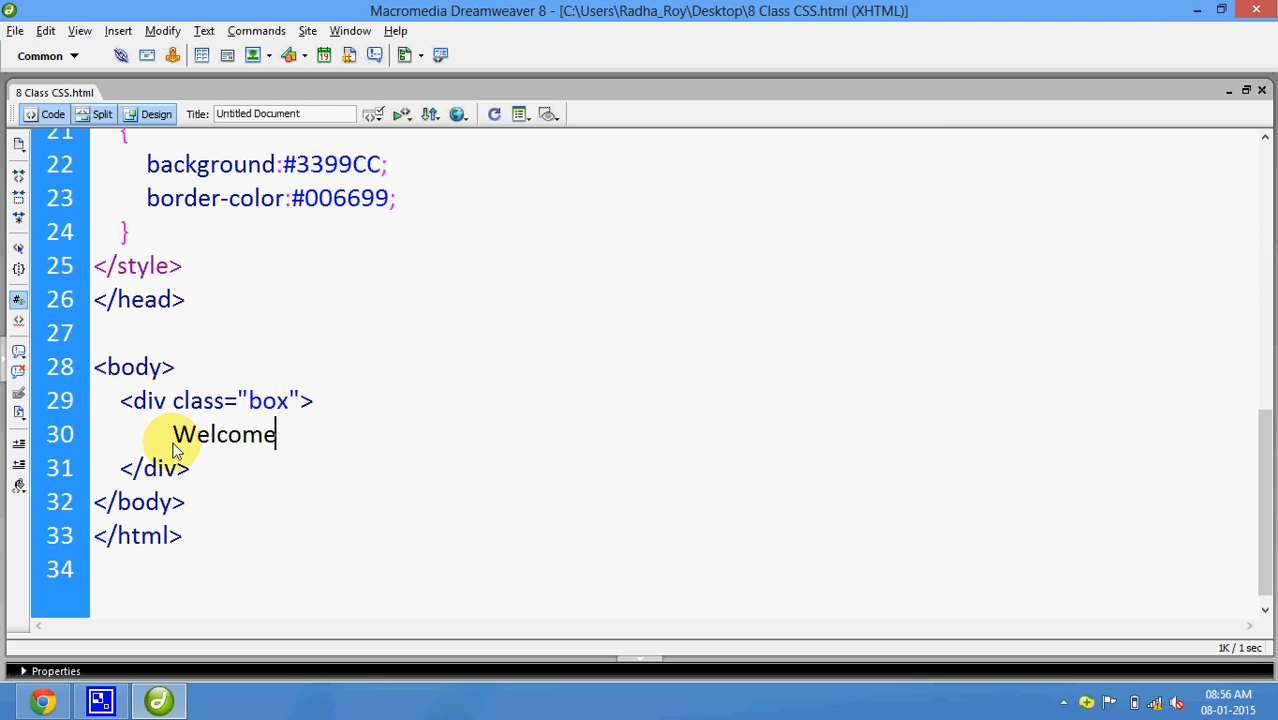 Macromedia Dreamweaver 8 - [C:\Users\Radha_Roy\Desktop\8 Class CSS.html (XHTML)]
File Edit View Insert Modify Text Commands Site Window Help
Common
8 Class CSS.html
Code Split Design Title: Untitled Document
21 {
22 background:#3399CC;
23 border-color:#006699;
24 }
25 </style>
26 </head>
27
28 <body>
29 <div class="box">
30 Welcome
31 </div>
32 </body>
33 </html>
34
1K / 1 sec
Properties
08:56 AM
08-01-2015